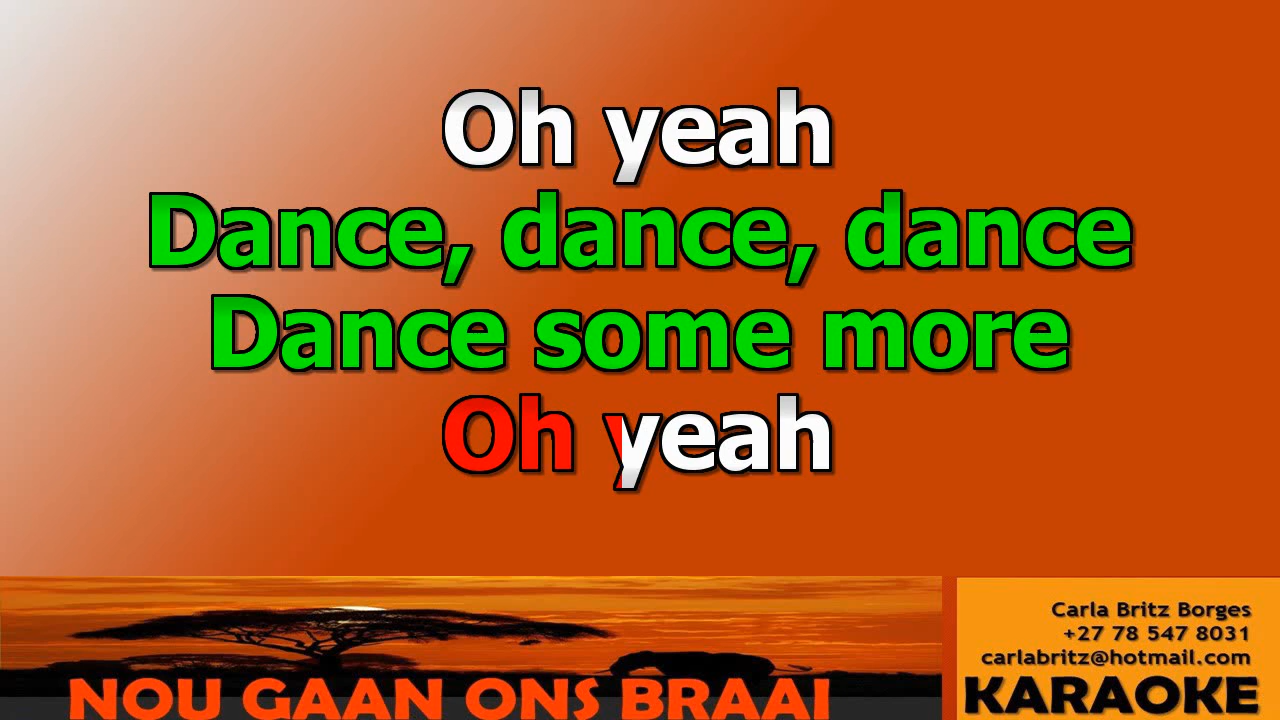 Oh yeah
Dance, dance, dance
Dance some more
Oh yeah
NOU GAAN ONS BRAAI
Carla Britz Borges
+27 78 547 8031
carlabritz@hotmail.com
KARAOKE